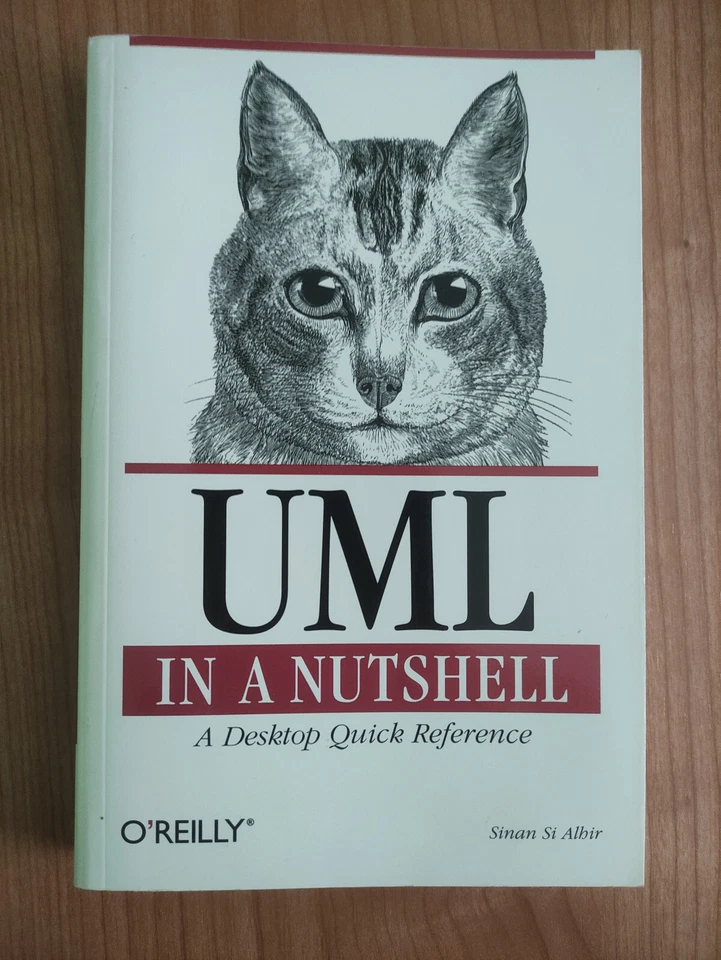 UML
IN A NUTSHELL
A Desktop Quick Reference
O'REILLY®
Sinan Si Alhir